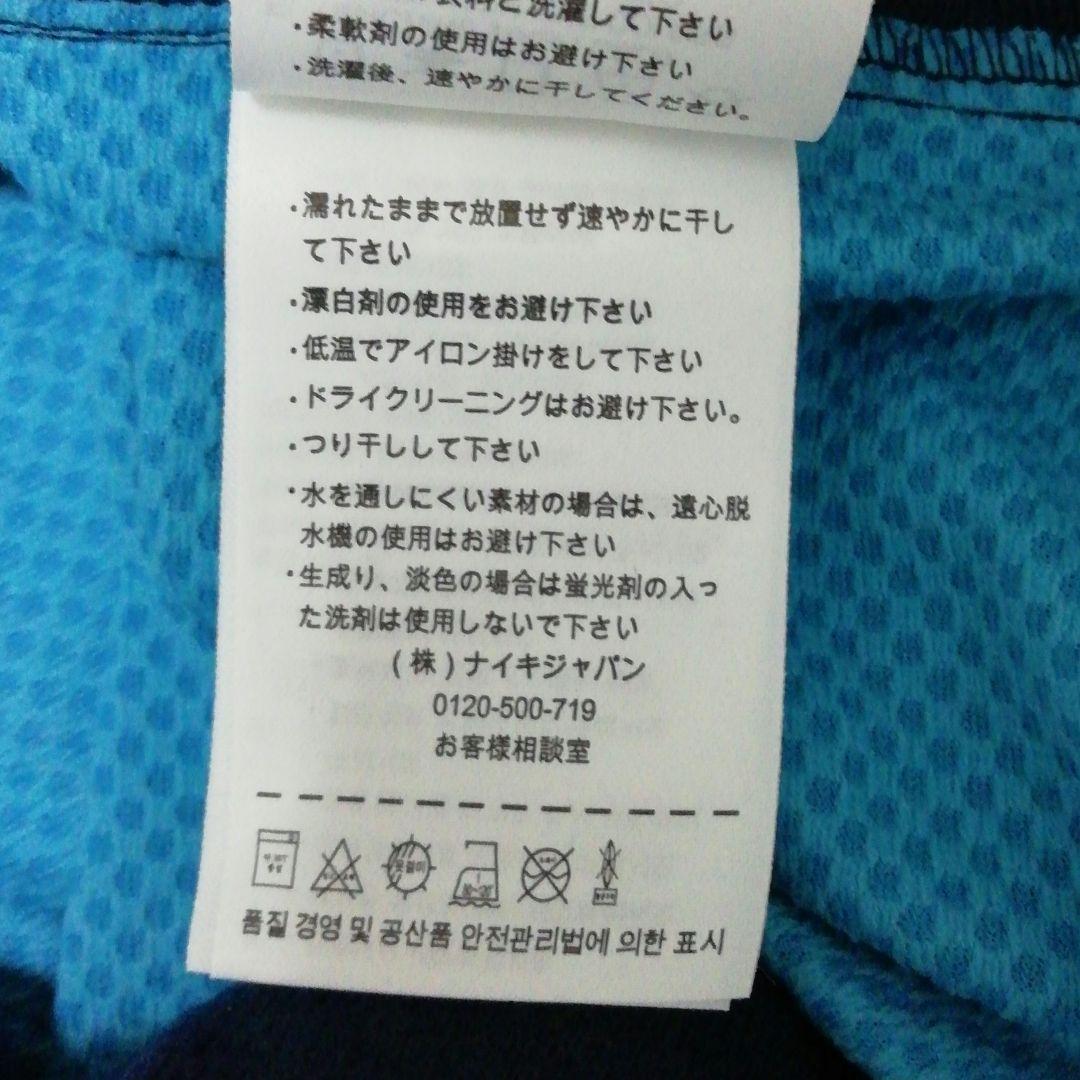 と洗濯して下さい
・柔軟剤の使用はお避け下さい
・洗濯後、速やかに干してください。
・濡れたままで放置せず速やかに干し
て下さい
・漂白剤の使用をお避け下さい
・低温でアイロン掛けをして下さい
・ドライクリーニングはお避け下さい。
・つり干しして下さい
・水を通しにくい素材の場合は、遠心脱
水機の使用はお避け下さい
・生成り、淡色の場合は蛍光剤の入っ
た洗剤は使用しないで下さい
(株)ナイキジャパン
0120-500-719
お客様相談室
품질 경영 및 공산품 안전관리법에 의한 표시